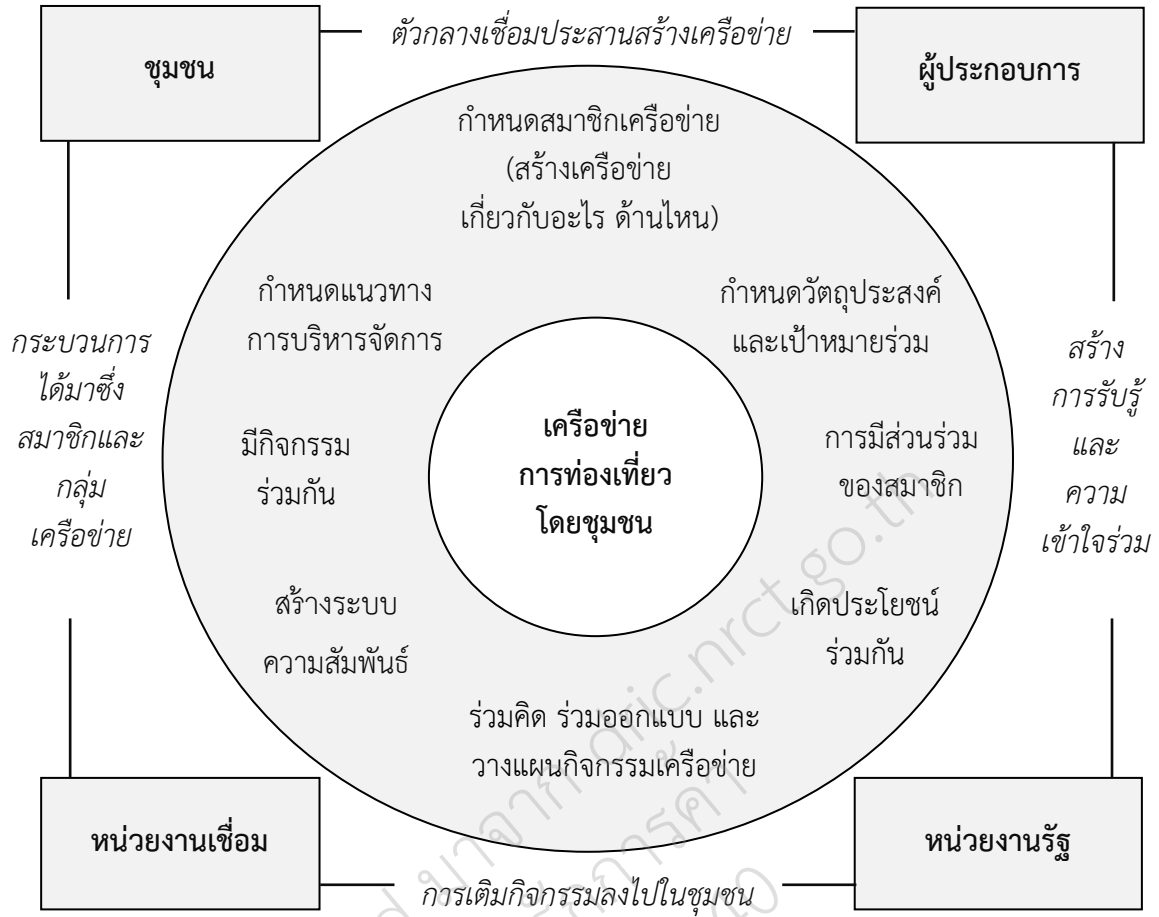 ตัวกลางเชื่อมประสานสร้างเครือข่าย
ชุมชน
ผู้ประกอบการ
กำหนดสมาชิกเครือข่าย
(สร้างเครือข่าย
เกี่ยวกับอะไร ด้านไหน)
กำหนดแนวทาง
การบริหารจัดการ
กำหนดวัตถุประสงค์
และเป้าหมายร่วม
กระบวนการ
ได้มาซึ่ง
สมาชิกและ
กลุ่ม
เครือข่าย
มีกิจกรรม
ร่วมกัน
เครือข่าย
การท่องเที่ยว
โดยชุมชน
การมีส่วนร่วม
ของสมาชิก
สร้าง
การรับรู้
และ
ความ
เข้าใจร่วม
สร้างระบบ
ความสัมพันธ์
เกิดประโยชน์
ร่วมกัน
ร่วมคิด ร่วมออกแบบ และ
วางแผนกิจกรรมเครือข่าย
หน่วยงานเชื่อม
หน่วยงานรัฐ
การเติมกิจกรรมลงไปในชุมชน
มาจาก dric.nrct.go.th